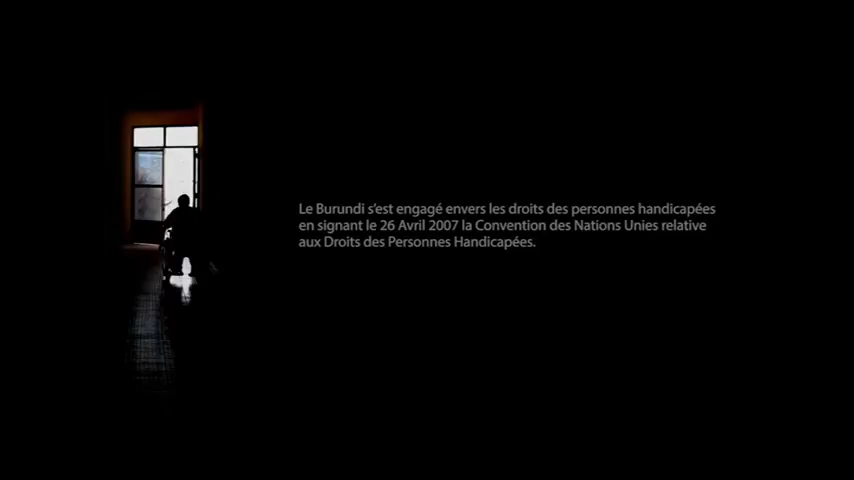 Le Burundi s'est engagé envers les droits des personnes handicapées
en signant le 26 Avril 2007 la Convention des Nations Unies relative
aux Droits des Personnes Handicapées.